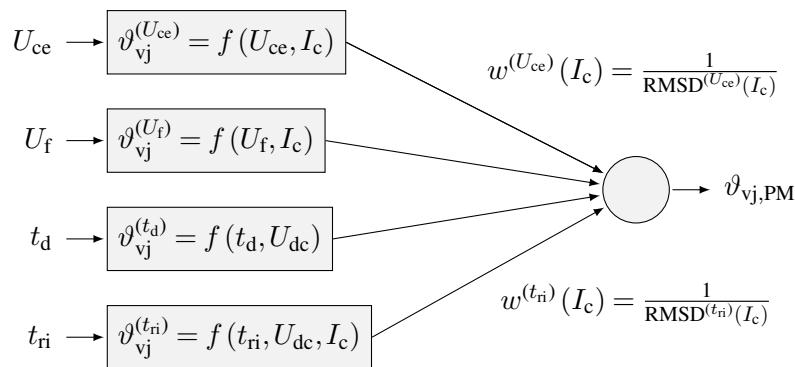 U_ce ϑ_vj^(U_ce) = f (U_ce, I_c)
w^(U_ce) (I_c) = 1 / RMSD^(U_ce)(I_c)
U_f ϑ_vj^(U_f) = f (U_f, I_c)
ϑ_vj,PM
t_d ϑ_vj^(t_d) = f (t_d, U_dc)
w^(t_ri) (I_c) = 1 / RMSD^(t_ri)(I_c)
t_ri ϑ_vj^(t_ri) = f (t_ri, U_dc, I_c)